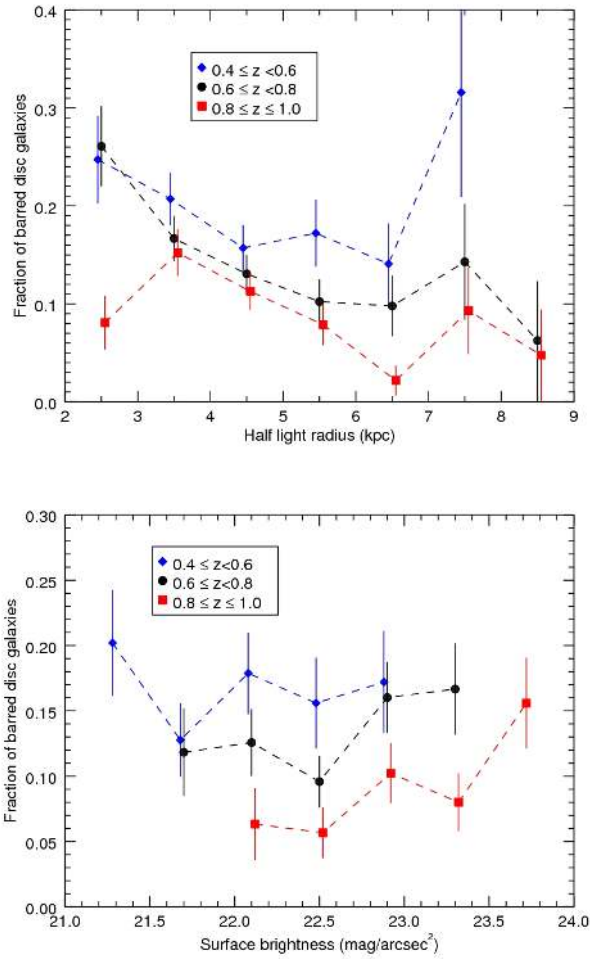 0.4
0.3
0.2
0.1
0.0
Fraction of barred disc galaxies
0.4 ≤ z <0.6
0.6 ≤ z <0.8
0.8 ≤ z ≤ 1.0
2 3 4 5 6 7 8 9
Half light radius (kpc)
0.30
0.25
0.20
0.15
0.10
0.05
0.00
Fraction of barred disc galaxies
0.4 ≤ z<0.6
0.6 ≤ z<0.8
0.8 ≤ z ≤ 1.0
21.0 21.5 22.0 22.5 23.0 23.5 24.0
Surface brightness (mag/arcsec²)